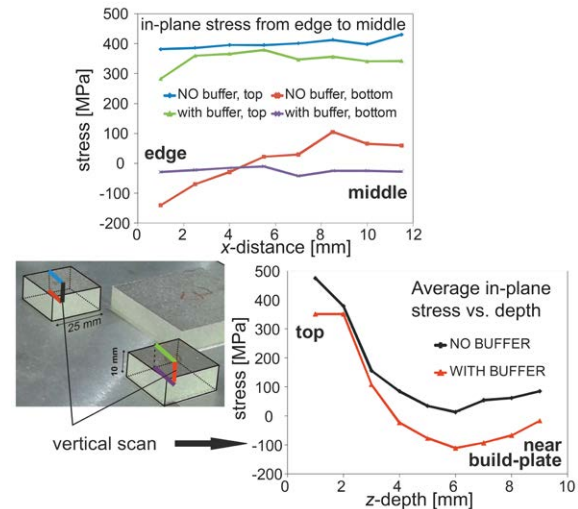 in-plane stress from edge to middle
500
400
300
200
100
0
-100
-200
stress [MPa]
NO buffer, top
NO buffer, bottom
with buffer, top
with buffer, bottom
edge
middle
0 2 4 6 8 10 12
x-distance [mm]
25 mm
10 mm
vertical scan
500
400
300
200
100
0
-100
-200
stress [MPa]
Average in-plane
stress vs. depth
NO BUFFER
WITH BUFFER
top
near
build-plate
0 2 4 6 8 10
z-depth [mm]